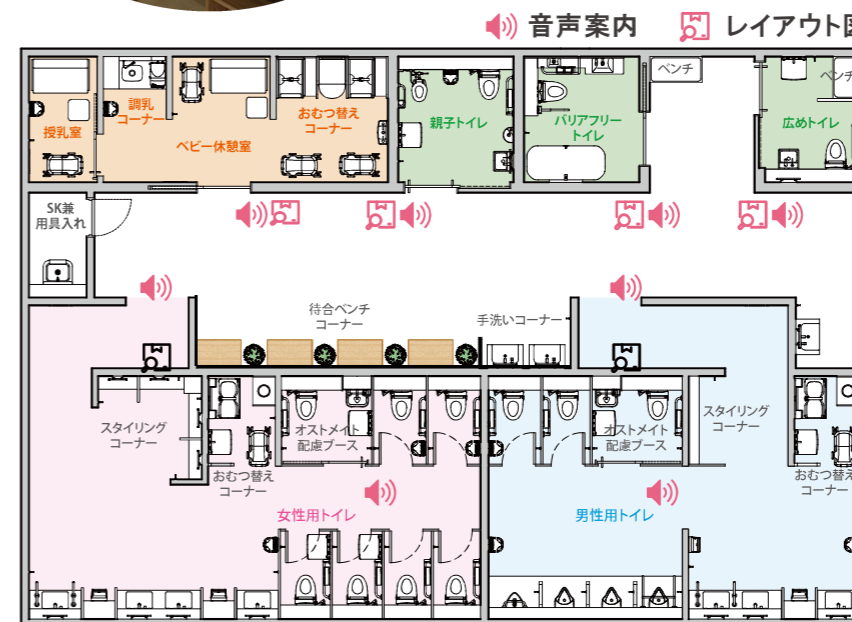 音声案内
レイアウト図
ベンチ
ベンチ
授乳室
調乳
コーナー
ベビー休憩室
おむつ替え
コーナー
親子トイレ
バリアフリー
トイレ
広めトイレ
SK兼
用具入れ
待合ベンチ
コーナー
手洗いコーナー
スタイリング
コーナー
おむつ替え
コーナー
オストメイト
配慮ブース
女性用トイレ
オストメイト
配慮ブース
男性用トイレ
スタイリング
コーナー
おむつ替え
コーナー